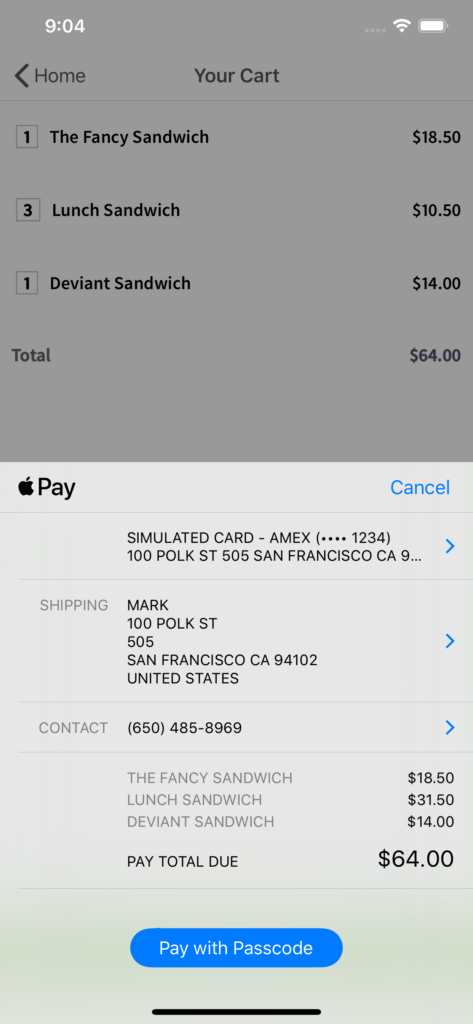 9:04
Home Your Cart
1 The Fancy Sandwich $18.50
3 Lunch Sandwich $10.50
1 Deviant Sandwich $14.00
Total $64.00
Pay Cancel
SIMULATED CARD - AMEX (•••• 1234)
100 POLK ST 505 SAN FRANCISCO CA 9...
SHIPPING MARK
100 POLK ST
505
SAN FRANCISCO CA 94102
UNITED STATES
CONTACT (650) 485-8969
THE FANCY SANDWICH $18.50
LUNCH SANDWICH $31.50
DEVIANT SANDWICH $14.00
PAY TOTAL DUE $64.00
Pay with Passcode